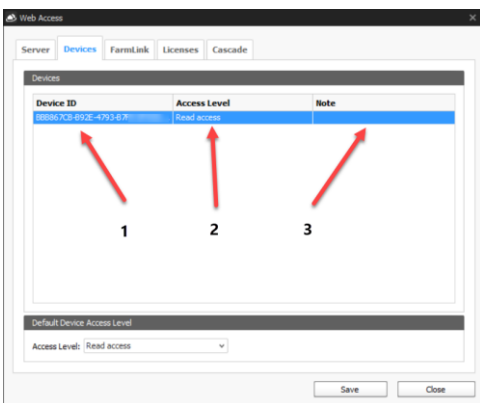 Web Access
Server Devices FarmLink Licenses Cascade
Devices
Device ID Access Level Note
Read access
1 2 3
Default Device Access Level
Access Level: Read access
Save Close